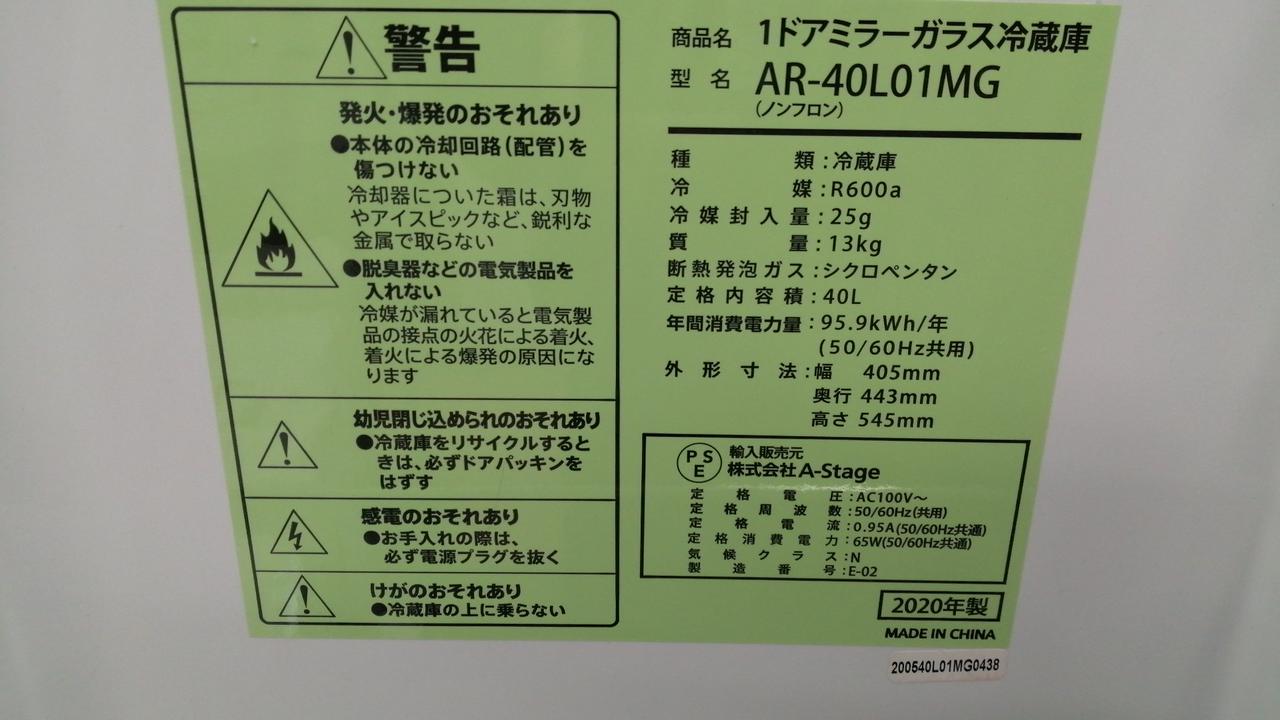 警告
発火・爆発のおそれあり
●本体の冷却回路(配管)を
傷つけない
冷却器についた霜は、刃物
やアイスピックなど、鋭利な
金属で取らない
●脱臭器などの電気製品を
入れない
冷媒が漏れていると電気製
品の接点の火花による着火、
着火による爆発の原因にな
ります
幼児閉じ込められのおそれあり
●冷蔵庫をリサイクルすると
きは、必ずドアパッキンを
はずす
感電のおそれあり
●お手入れの際は、
必ず電源プラグを抜く
けがのおそれあり
●冷蔵庫の上に乗らない
商品名 1ドアミラーガラス冷蔵庫
型名 AR-40L01MG
(ノンフロン)
種類:冷蔵庫
冷媒:R600a
冷媒封入量:25g
質量:13kg
断熱発泡ガス:シクロペンタン
定格内容積:40L
年間消費電力量:95.9kWh/年
(50/60Hz共用)
外形寸法:幅 405mm
奥行 443mm
高さ 545mm
PSE 輸入販売元
株式会社A-Stage
定格電圧:AC100V～
定格周波数:50/60Hz(共用)
定格電流:0.95A(50/60Hz共通)
定格消費電力:65W(50/60Hz共通)
気候クラス:N
製造番号:E-02
2020年製
MADE IN CHINA
200540L01MG0438